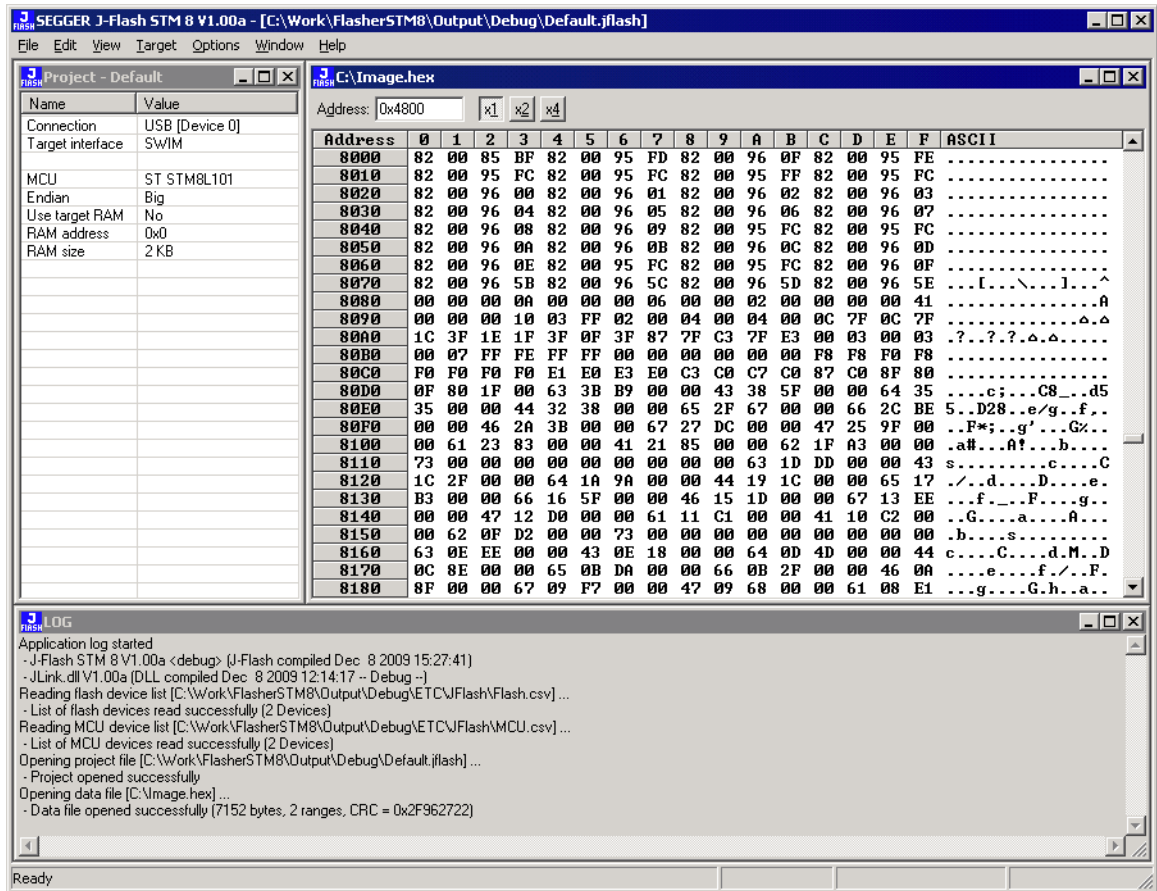 SEGGER J-Flash STM 8 V1.00a - [C:\Work\FlasherSTM8\Output\Debug\Default.jflash]
File Edit View Target Options Window Help
Project - Default
Name Value
Connection USB [Device 0]
Target interface SWIM
MCU ST STM8L101
Endian Big
Use target RAM No
RAM address 0x0
RAM size 2 KB
C:\Image.hex
Address: 0x4800 x1 x2 x4
Address 0 1 2 3 4 5 6 7 8 9 A B C D E F ASCII
8000 82 00 85 BF 82 00 95 FD 82 00 96 0F 82 00 95 FE ................
8010 82 00 95 FC 82 00 95 FC 82 00 95 FF 82 00 95 FC ................
8020 82 00 96 00 82 00 96 01 82 00 96 02 82 00 96 03 ................
8030 82 00 96 04 82 00 96 05 82 00 96 06 82 00 96 07 ................
8040 82 00 96 08 82 00 96 09 82 00 95 FC 82 00 95 FC ................
8050 82 00 96 0A 82 00 96 0B 82 00 96 0C 82 00 96 0D ................
8060 82 00 96 0E 82 00 95 FC 82 00 95 FC 82 00 96 0F ................
8070 82 00 96 5B 82 00 96 5C 82 00 96 5D 82 00 96 5E ...[...\...]...^
8080 00 00 00 0A 00 00 00 06 00 00 02 00 00 00 00 41 ...............A
8090 00 00 00 10 03 FF 02 00 04 00 04 00 0C 7F 0C 7F .............⌂.⌂
80A0 1C 3F 1E 1F 3F 0F 3F 87 7F C3 7F E3 00 03 00 03 .?..?.?.⌂.⌂.....
80B0 00 07 FF FE FF FF 00 00 00 00 00 00 F8 F8 F0 F8 ................
80C0 F0 F0 F0 F0 E1 E0 E3 E0 C3 C0 C7 C0 87 C0 8F 80 ................
80D0 0F 80 1F 00 63 3B B9 00 00 43 38 5F 00 00 64 35 ....c;...C8_..d5
80E0 35 00 00 44 32 38 00 00 65 2F 67 00 00 66 2C BE 5..D28..e/g..f,.
80F0 00 00 46 2A 3B 00 00 67 27 DC 00 00 47 25 9F 00 ..F*;..g'...G%..
8100 00 61 23 83 00 00 41 21 85 00 00 62 1F A3 00 00 .a#...A!...b....
8110 73 00 00 00 00 00 00 00 00 00 63 1D DD 00 00 43 s.........c....C
8120 1C 2F 00 00 64 1A 9A 00 00 44 19 1C 00 00 65 17 ./..d....D....e.
8130 B3 00 00 66 16 5F 00 00 46 15 1D 00 00 67 13 EE ...f._..F....g..
8140 00 00 47 12 D0 00 00 61 11 C1 00 00 41 10 C2 00 ..G....a....A...
8150 00 62 0F D2 00 00 73 00 00 00 00 00 00 00 00 00 .b....s.........
8160 63 0E EE 00 00 43 0E 18 00 00 64 0D 4D 00 00 44 c....C....d.M..D
8170 0C 8E 00 00 65 0B DA 00 00 66 0B 2F 00 00 46 0A ....e....f./..F.
8180 8F 00 00 67 09 F7 00 00 47 09 68 00 00 61 08 E1 ...g....G.h..a..
LOG
Application log started
- J-Flash STM 8 V1.00a <debug> (J-Flash compiled Dec 8 2009 15:27:41)
- JLink.dll V1.00a (DLL compiled Dec 8 2009 12:14:17 -- Debug --)
Reading flash device list [C:\Work\FlasherSTM8\Output\Debug\ETC\JFlash\Flash.csv] ...
- List of flash devices read successfully (2 Devices)
Reading MCU device list [C:\Work\FlasherSTM8\Output\Debug\ETC\JFlash\MCU.csv] ...
- List of MCU devices read successfully (2 Devices)
Opening project file [C:\Work\FlasherSTM8\Output\Debug\Default.jflash] ...
- Project opened successfully
Opening data file [C:\Image.hex] ...
- Data file opened successfully (7152 bytes, 2 ranges, CRC = 0x2F962722)
Ready